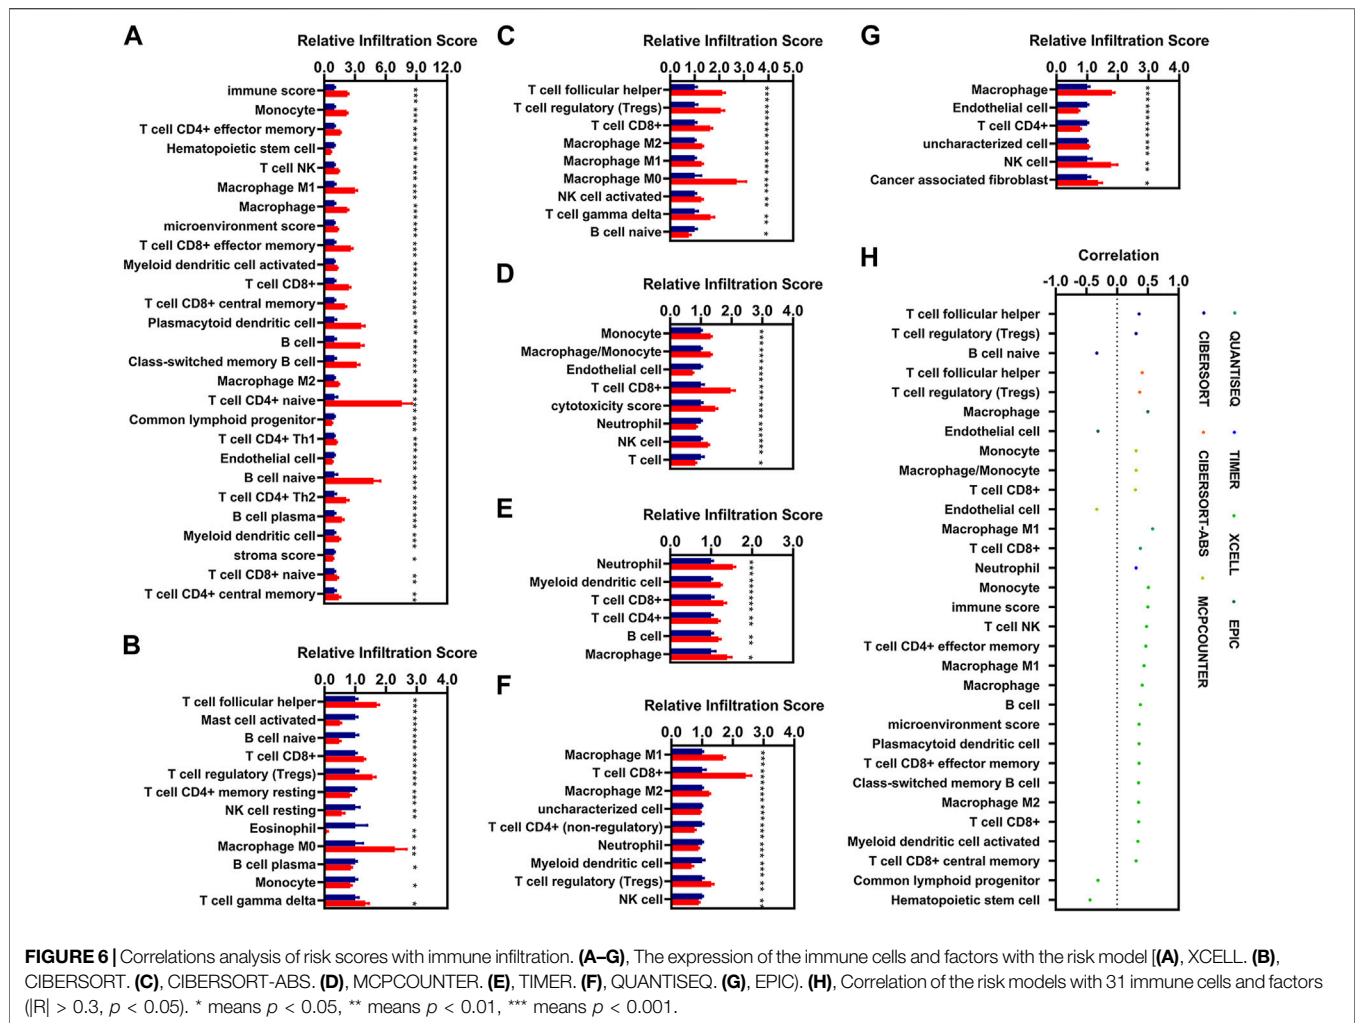 A
Relative Infiltration Score
0.0 3.0 6.0 9.0 12.0
immune score
Monocyte
T cell CD4+ effector memory
Hematopoietic stem cell
T cell NK
Macrophage M1
Macrophage
microenvironment score
T cell CD8+ effector memory
Myeloid dendritic cell activated
T cell CD8+
T cell CD8+ central memory
Plasmacytoid dendritic cell
B cell
Class-switched memory B cell
Macrophage M2
T cell CD4+ naive
Common lymphoid progenitor
T cell CD4+ Th1
Endothelial cell
B cell naive
T cell CD4+ Th2
B cell plasma
Myeloid dendritic cell
stroma score
T cell CD8+ naive
T cell CD4+ central memory
B
Relative Infiltration Score
0.0 1.0 2.0 3.0 4.0
T cell follicular helper
Mast cell activated
B cell naive
T cell CD8+
T cell regulatory (Tregs)
T cell CD4+ memory resting
NK cell resting
Eosinophil
Macrophage M0
B cell plasma
Monocyte
T cell gamma delta
C
Relative Infiltration Score
0.0 1.0 2.0 3.0 4.0 5.0
T cell follicular helper
T cell regulatory (Tregs)
T cell CD8+
Macrophage M2
Macrophage M1
Macrophage M0
NK cell activated
T cell gamma delta
B cell naive
D
Relative Infiltration Score
0.0 1.0 2.0 3.0 4.0
Monocyte
Macrophage/Monocyte
Endothelial cell
T cell CD8+
cytotoxicity score
Neutrophil
NK cell
T cell
E
Relative Infiltration Score
0.0 1.0 2.0 3.0
Neutrophil
Myeloid dendritic cell
T cell CD8+
T cell CD4+
B cell
Macrophage
F
Relative Infiltration Score
0.0 1.0 2.0 3.0 4.0
Macrophage M1
T cell CD8+
Macrophage M2
uncharacterized cell
T cell CD4+ (non-regulatory)
Neutrophil
Myeloid dendritic cell
T cell regulatory (Tregs)
NK cell
G
Relative Infiltration Score
0.0 1.0 2.0 3.0 4.0
Macrophage
Endothelial cell
T cell CD4+
uncharacterized cell
NK cell
Cancer associated fibroblast
H
Correlation
-1.0 -0.5 0.0 0.5 1.0
T cell follicular helper
T cell regulatory (Tregs)
B cell naive
T cell follicular helper
T cell regulatory (Tregs)
Macrophage
Endothelial cell
Monocyte
Macrophage/Monocyte
T cell CD8+
Endothelial cell
Macrophage M1
T cell CD8+
Neutrophil
Monocyte
immune score
T cell NK
T cell CD4+ effector memory
Macrophage M1
Macrophage
B cell
microenvironment score
Plasmacytoid dendritic cell
T cell CD8+ effector memory
Class-switched memory B cell
Macrophage M2
T cell CD8+
Myeloid dendritic cell activated
T cell CD8+ central memory
Common lymphoid progenitor
Hematopoietic stem cell
QUANTISEQ TIMER XCELL EPIC
CIBERSORT CIBERSORT-ABS MCPCOUNTER
FIGURE 6 | Correlations analysis of risk scores with immune infiltration. (A–G), The expression of the immune cells and factors with the risk model [(A), XCELL. (B),
CIBERSORT. (C), CIBERSORT-ABS. (D), MCPCOUNTER. (E), TIMER. (F), QUANTISEQ. (G), EPIC). (H), Correlation of the risk models with 31 immune cells and factors
(|R| > 0.3, p < 0.05). * means p < 0.05, ** means p < 0.01, *** means p < 0.001.